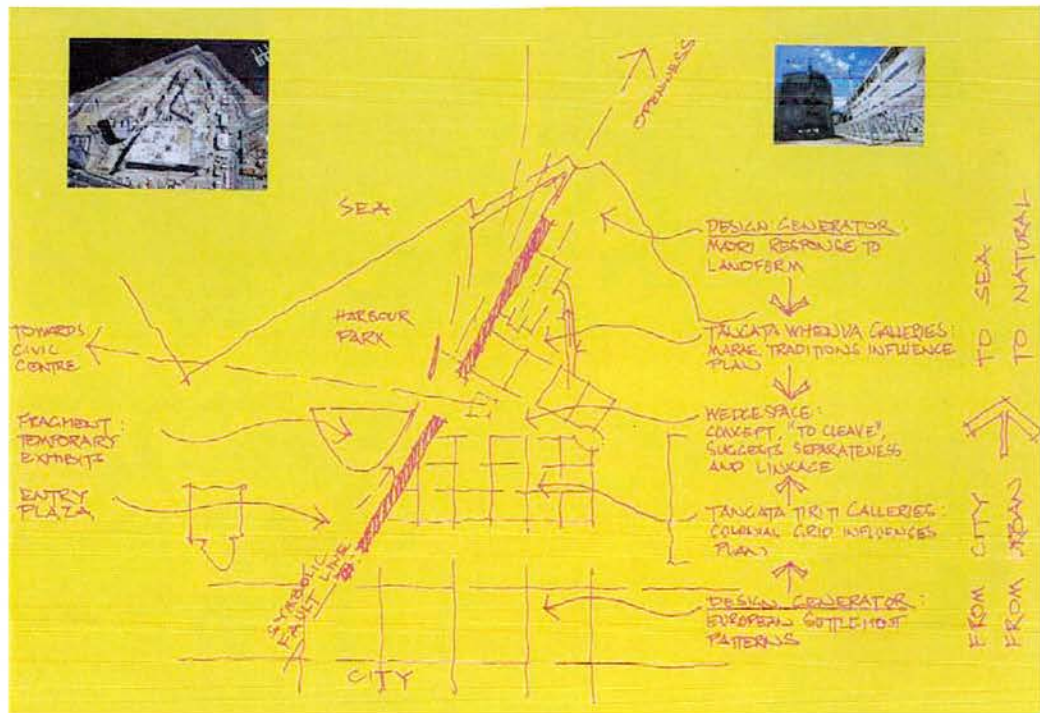 OPENNESS
SEA
HARBOUR
PARK
TOWARDS
CIVIC
CENTRE
FRAGMENT:
TEMPORARY
EXHIBITS
ENTRY
PLAZA
SYMBOLIC
FAULT LINE
CITY
DESIGN GENERATOR:
MAORI RESPONSE TO
LANDFORM
TANGATA WHENUA GALLERIES:
MARAE TRADITIONS INFLUENCE
PLAN
WEDGESPACE:
CONCEPT, "TO CLEAVE",
SUGGESTS SEPARATENESS
AND LINKAGE
TANGATA TIRITI GALLERIES:
COLONIAL GRID INFLUENCES
PLAN
DESIGN GENERATOR:
EUROPEAN SETTLEMENT
PATTERNS
FROM CITY TO SEA
FROM URBAN TO NATURAL